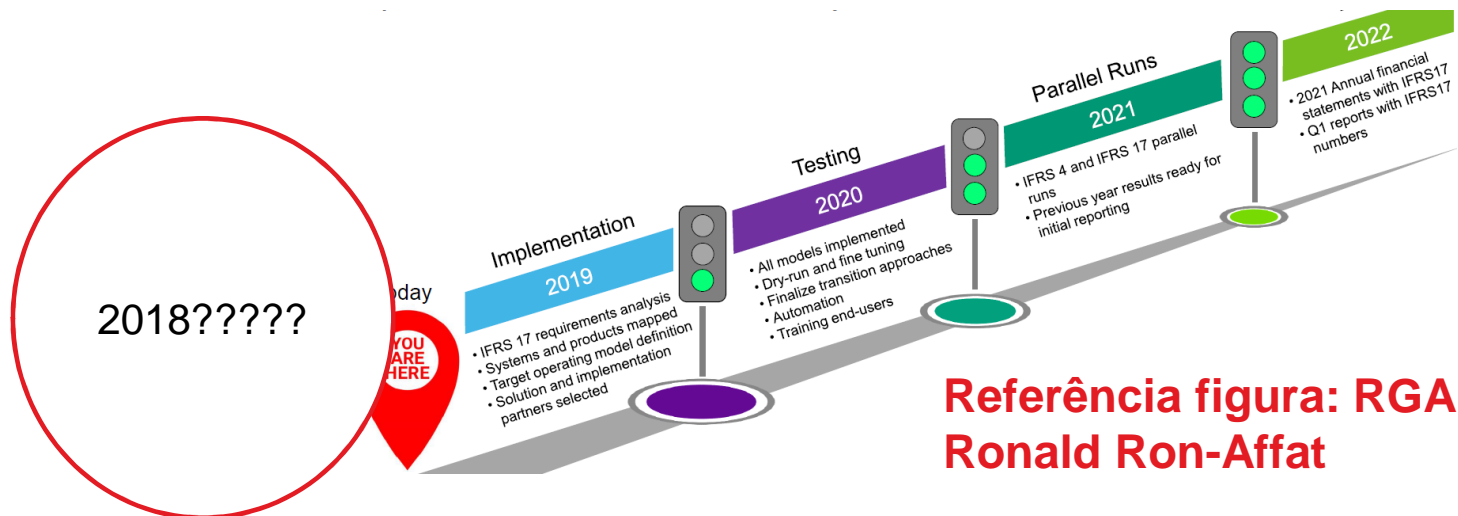 2018?????
oday
YOU
ARE
HERE
Implementation
2019
• IFRS 17 requirements analysis
• Systems and products mapped
• Target operating model definition
• Solution and implementation
partners selected
Testing
2020
• All models implemented
• Dry-run and fine tuning
• Finalize transition approaches
• Automation
• Training end-users
Parallel Runs
2021
• IFRS 4 and IFRS 17 parallel
runs
• Previous year results ready for
initial reporting
2022
• 2021 Annual financial
statements with IFRS17
• Q1 reports with IFRS17
numbers
Referência figura: RGA
Ronald Ron-Affat